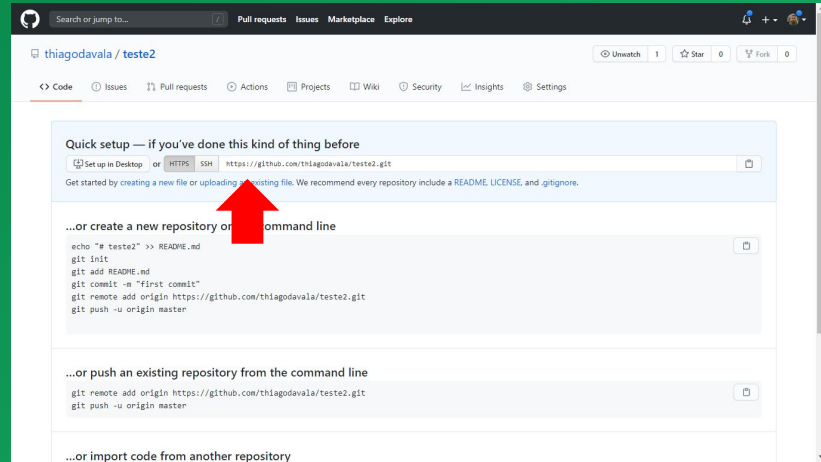 Search or jump to... /
Pull requests Issues Marketplace Explore
thiagodavala / teste2
Unwatch 1 Star 0 Fork 0
<> Code Issues Pull requests Actions Projects Wiki Security Insights Settings
Quick setup — if you've done this kind of thing before
Set up in Desktop or HTTPS SSH https://github.com/thiagodavala/teste2.git
Get started by creating a new file or uploading an existing file. We recommend every repository include a README, LICENSE, and .gitignore.
...or create a new repository on command line
echo "# teste2" >> README.md
git init
git add README.md
git commit -m "first commit"
git remote add origin https://github.com/thiagodavala/teste2.git
git push -u origin master
...or push an existing repository from the command line
git remote add origin https://github.com/thiagodavala/teste2.git
git push -u origin master
...or import code from another repository